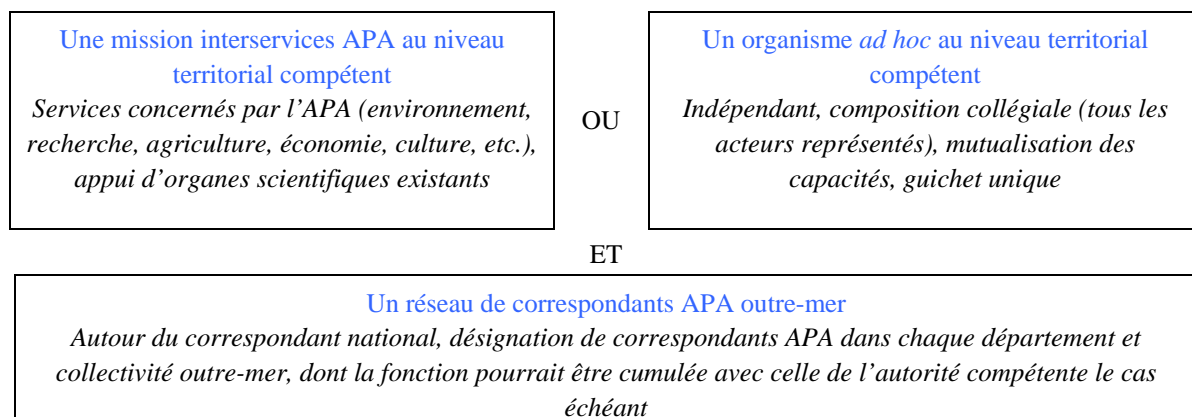 Une mission interservices APA au niveau
territorial compétent
Services concernés par l’APA (environnement,
recherche, agriculture, économie, culture, etc.),
appui d’organes scientifiques existants
OU
Un organisme ad hoc au niveau territorial
compétent
Indépendant, composition collégiale (tous les
acteurs représentés), mutualisation des
capacités, guichet unique
ET
Un réseau de correspondants APA outre-mer
Autour du correspondant national, désignation de correspondants APA dans chaque département et
collectivité outre-mer, dont la fonction pourrait être cumulée avec celle de l’autorité compétente le cas
échéant